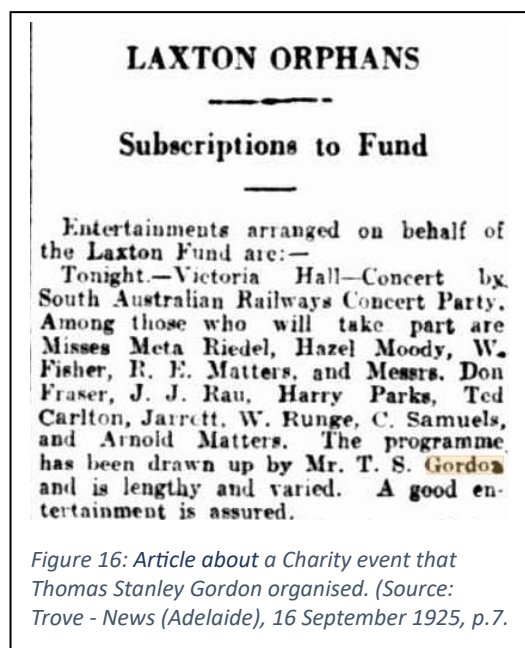 LAXTON ORPHANS
Subscriptions to Fund
Entertainments arranged on behalf of
the Laxton Fund are:—
Tonight.—Victoria Hall—Concert by
South Australian Railways Concert Party.
Among those who will take part are
Misses Meta Riedel, Hazel Moody, W.
Fisher, R. E. Matters, and Messrs. Don
Fraser, J. J. Rau, Harry Parks, Ted
Carlton, Jarrett, W. Runge, C. Samuels,
and Arnold Matters. The programme
has been drawn up by Mr. T. S. Gordon
and is lengthy and varied. A good en-
tertainment is assured.
Figure 16: Article about a Charity event that
Thomas Stanley Gordon organised. (Source:
Trove - News (Adelaide), 16 September 1925, p.7.